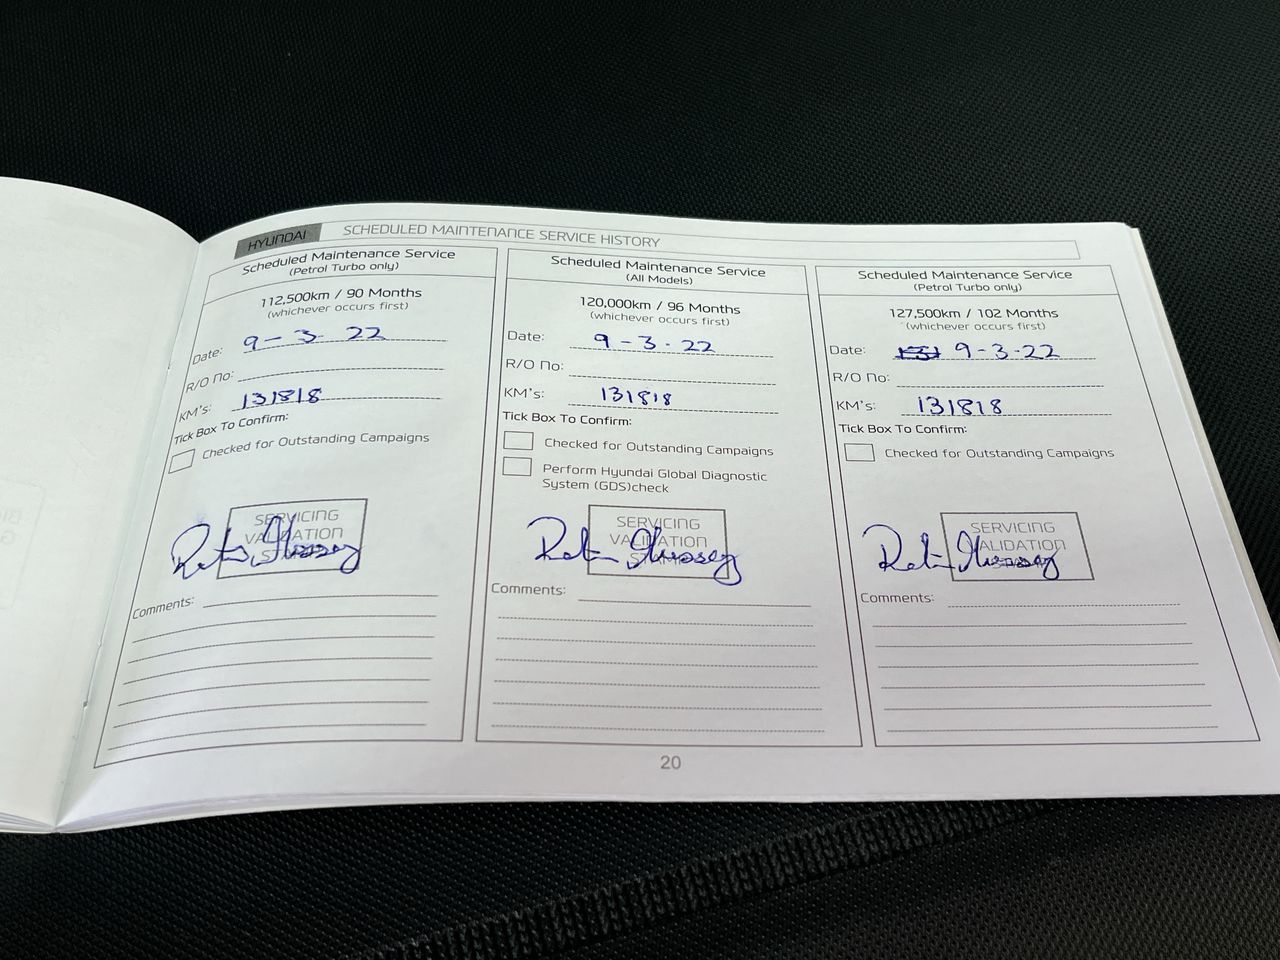 HYUNDAI SCHEDULED MAINTENANCE SERVICE HISTORY
Scheduled Maintenance Service
(Petrol Turbo only)
112,500km / 90 Months
(whichever occurs first)
Date: 9-3-22
R/O No:
KM's: 131818
Tick Box To Confirm:
Checked for Outstanding Campaigns
SERVICING
VALIDATION
Comments:
Scheduled Maintenance Service
(All Models)
120,000km / 96 Months
(whichever occurs first)
Date: 9-3-22
R/O No:
KM's: 131818
Tick Box To Confirm:
Checked for Outstanding Campaigns
Perform Hyundai Global Diagnostic
System (GDS)check
SERVICING
VALIDATION
Comments:
Scheduled Maintenance Service
(Petrol Turbo only)
127,500km / 102 Months
(whichever occurs first)
Date: 9-3-22
R/O No:
KM's: 131818
Tick Box To Confirm:
Checked for Outstanding Campaigns
SERVICING
VALIDATION
Comments:
20